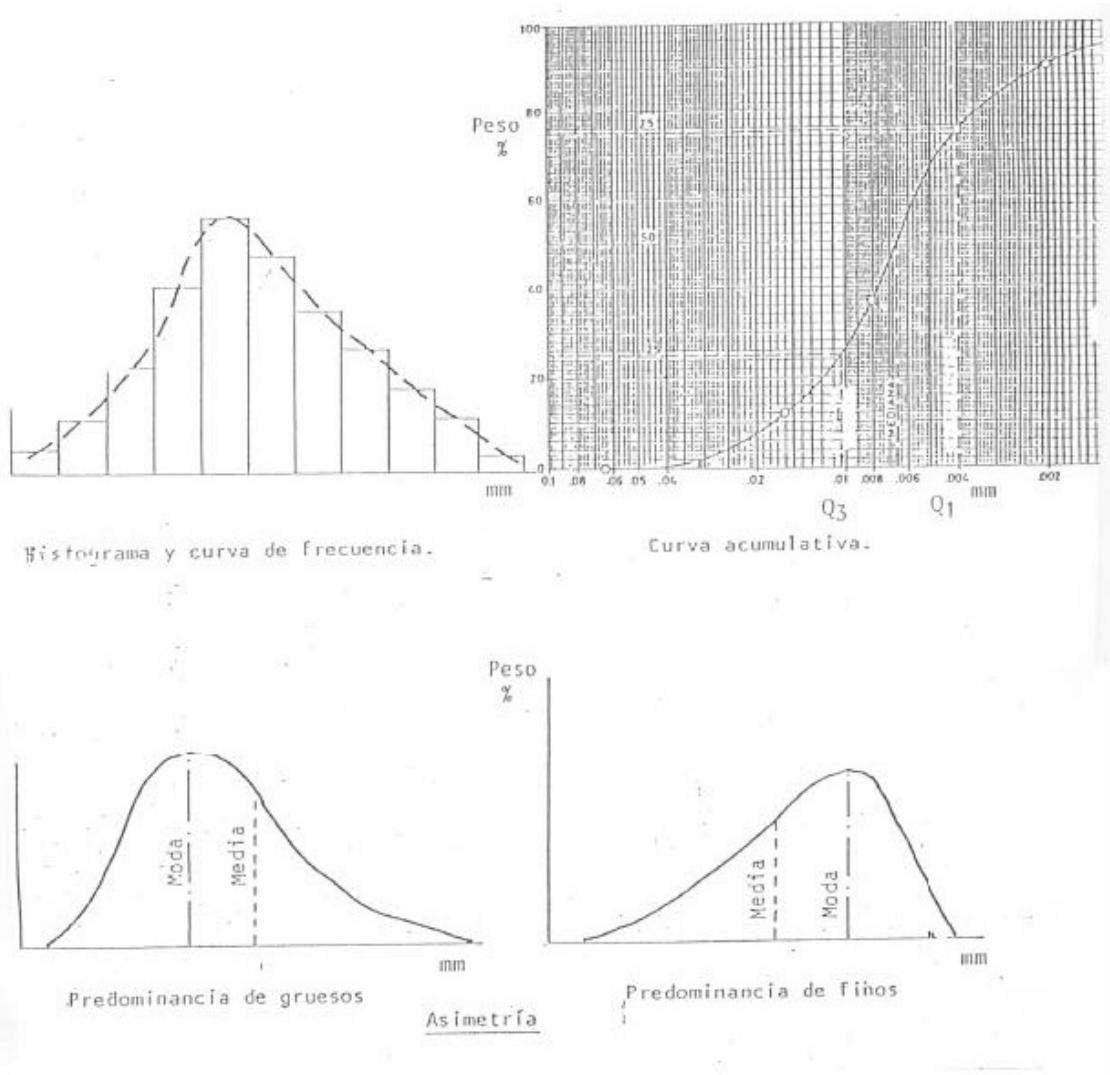 100
Peso
%
80
75
60
50
40
20
0
.01
.08
.06
.05
.04
.02
.01
.008
.006
.004
.002
MEDIANA
mm
mm
Q3
Q1
Histograma y curva de frecuencia.
Curva acumulativa.
Peso
%
Moda
Media
Media
Moda
mm
mm
Predominancia de gruesos
Predominancia de finos
Asimetría